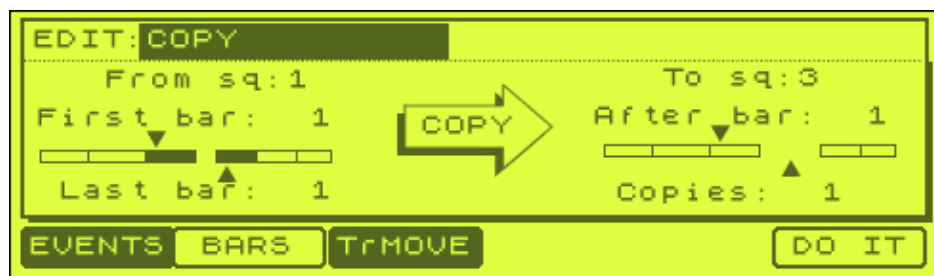 EDIT:COPY
From sq:1
To sq:3
First bar: 1
COPY
After bar: 1
Last bar: 1
Copies: 1
EVENTS BARS TrMOVE DO IT